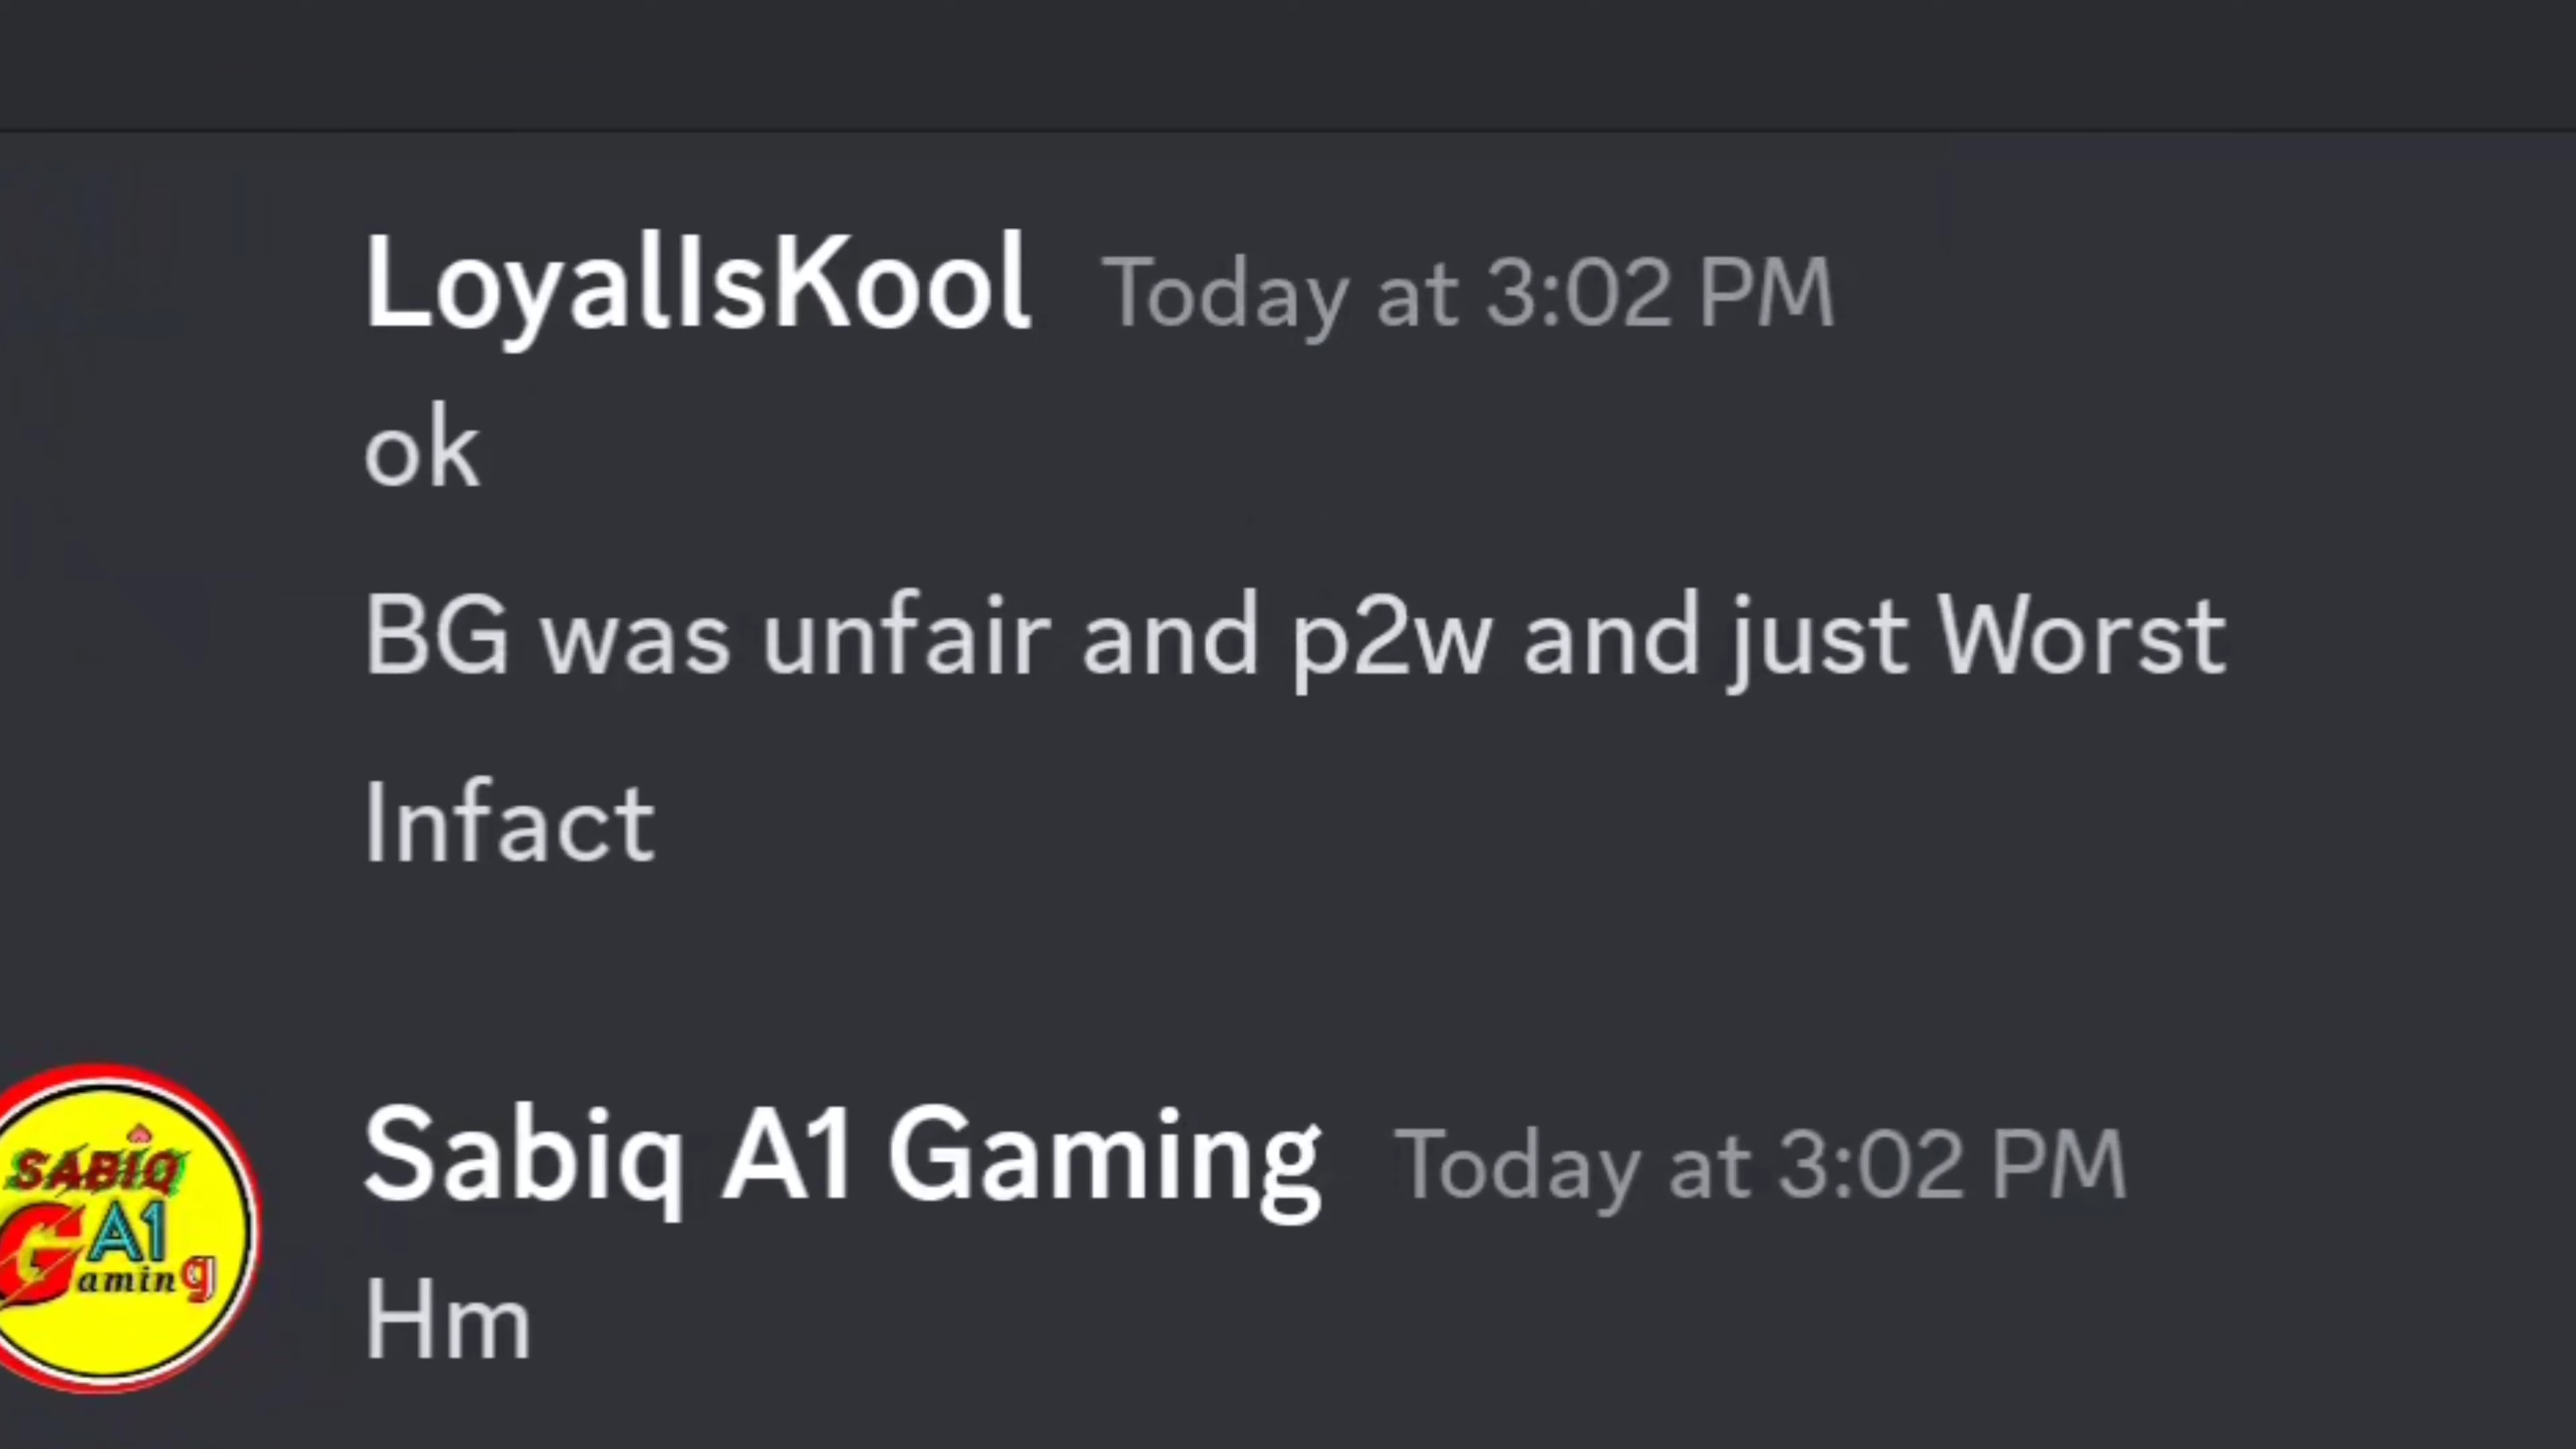 LoyalIsKool Today at 3:02 PM
ok
BG was unfair and p2w and just Worst
Infact
Sabiq A1 Gaming Today at 3:02 PM
SABIQ
A1
Gaming
Hm